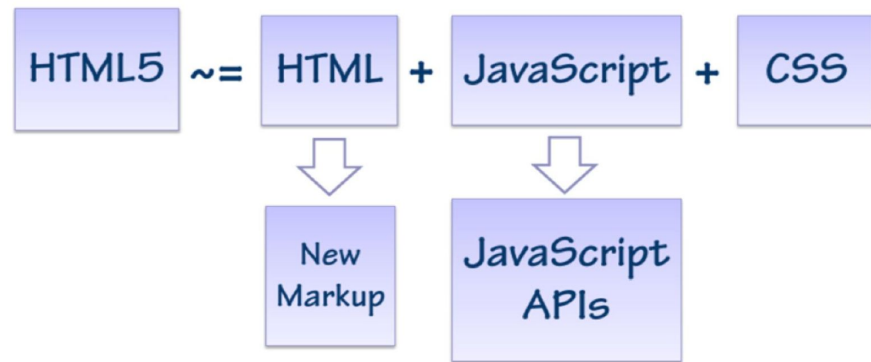 HTML5 ~= HTML + JavaScript + CSS
New
Markup
JavaScript
APIs